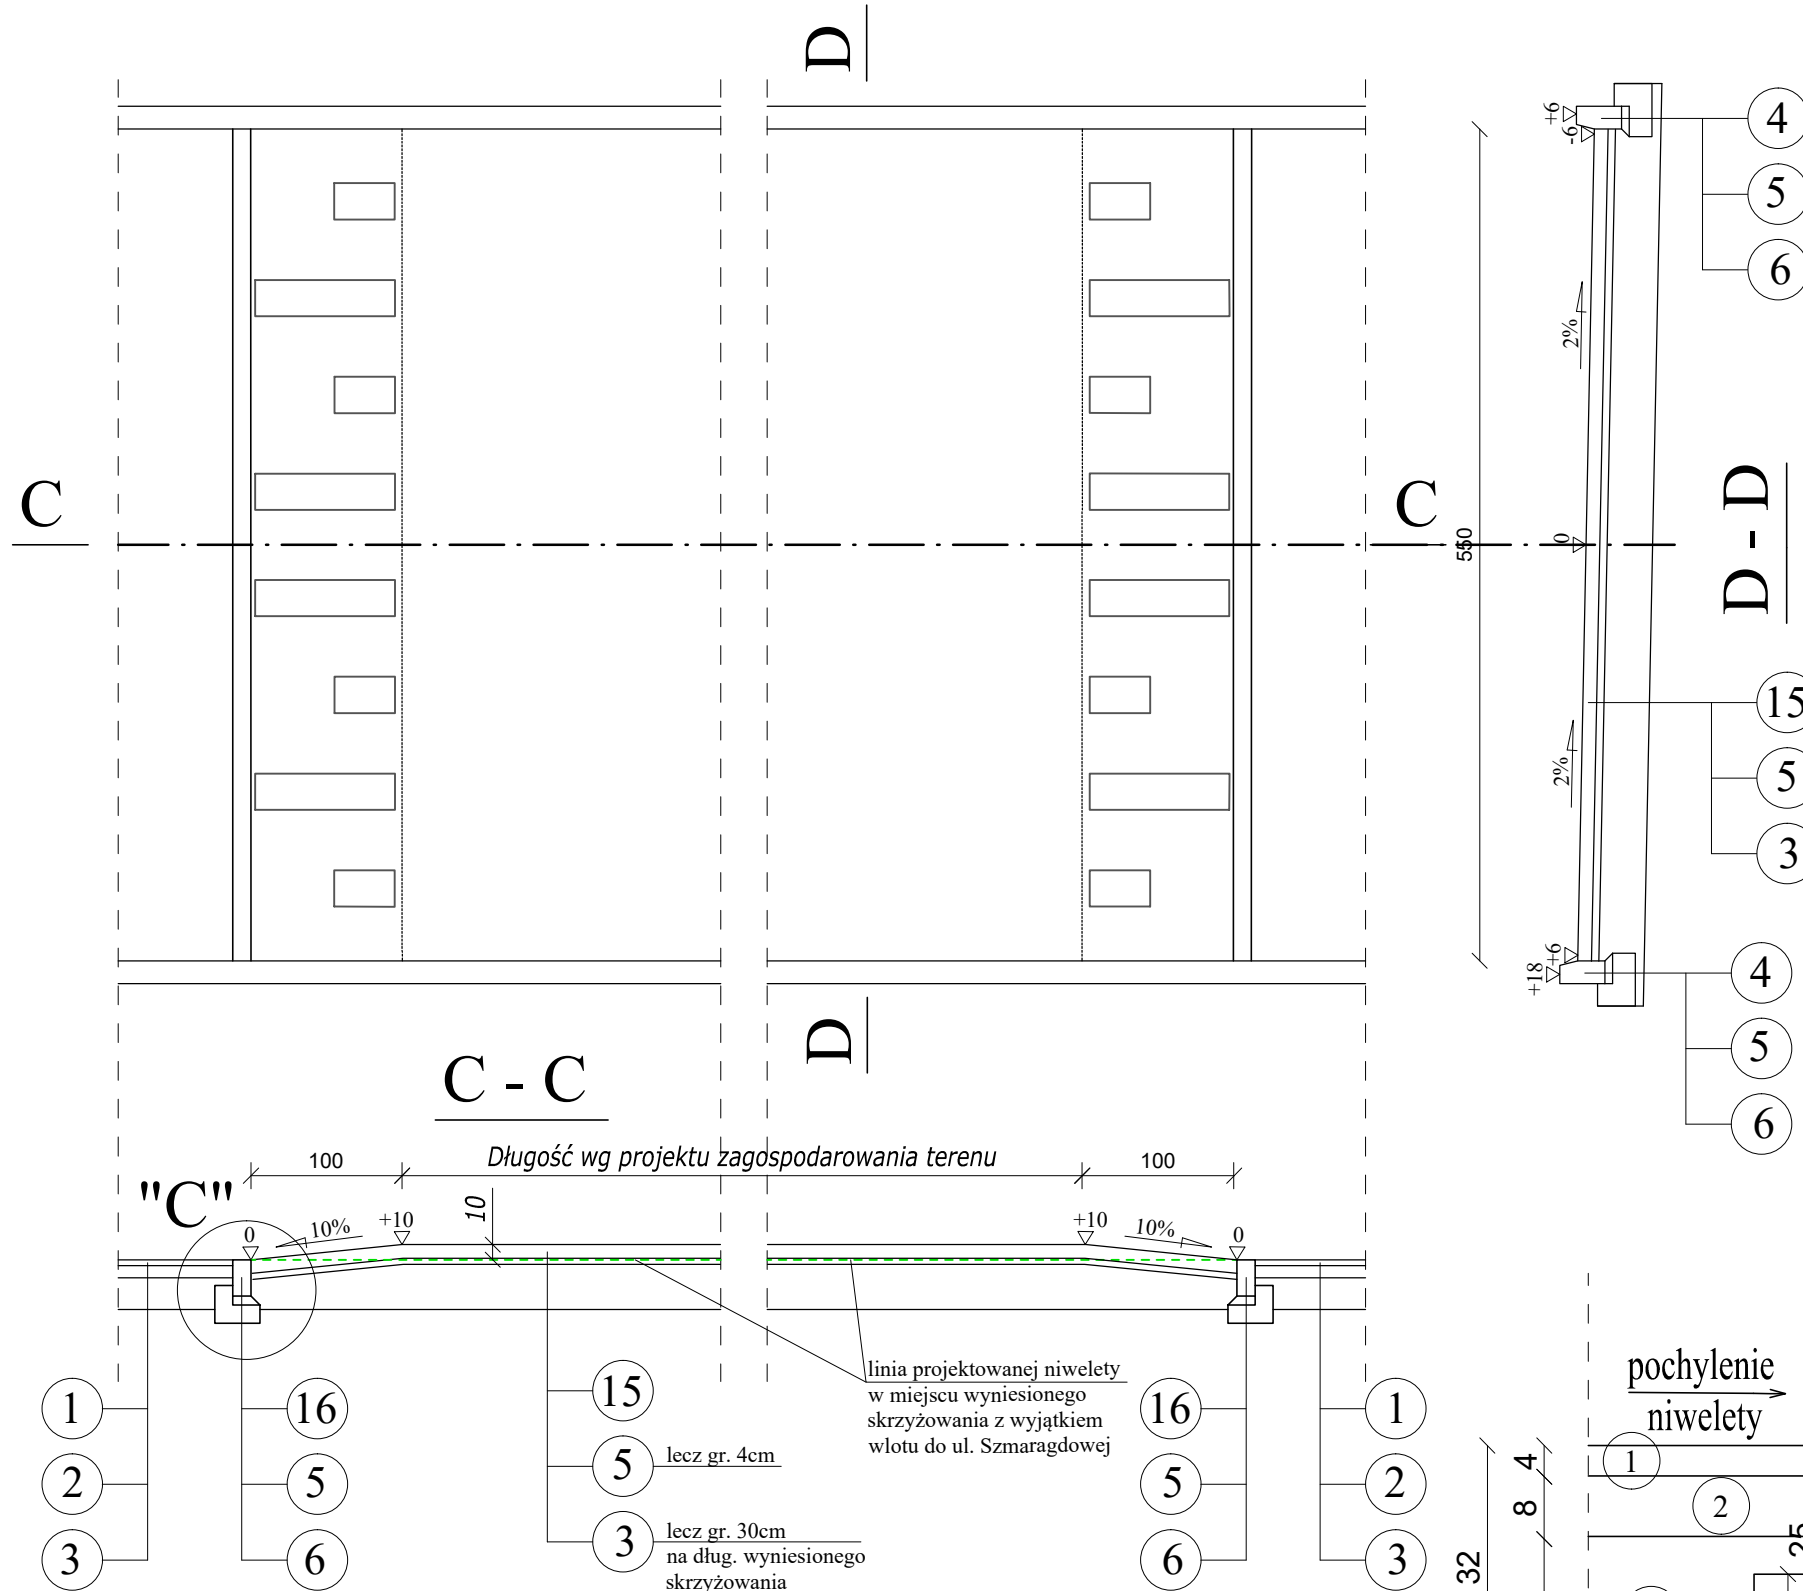 D
+6
-6
4
5
6
2%
C
C
550
0
D - D
15
2%
5
3
+6
+18
4
D
5
6
C - C
100
Długość wg projektu zagospodarowania terenu
100
"C"
0
10%
+10
10
+10
10%
0
linia projektowanej niwelety
w miejscu wyniesionego
skrzyżowania z wyjątkiem
wlotu do ul. Szmaragdowej
1
16
15
16
1
2
5
5
lecz gr. 4cm
5
2
3
6
3
lecz gr. 30cm
na dług. wyniesionego
skrzyżowania
6
3
pochylenie
niwelety
4
1
8
2
32
25